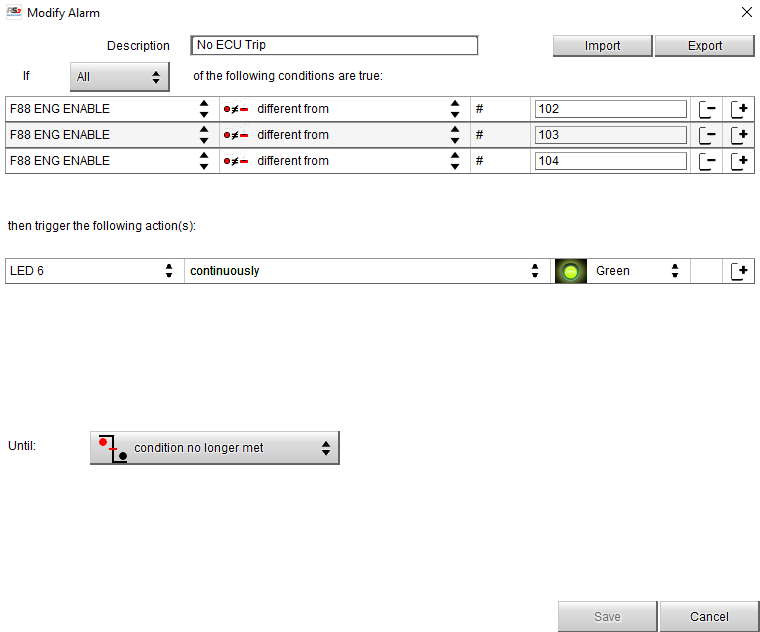 Modify Alarm
Description No ECU Trip Import Export
If All of the following conditions are true:
F88 ENG ENABLE different from # 102
F88 ENG ENABLE different from # 103
F88 ENG ENABLE different from # 104
then trigger the following action(s):
LED 6 continuously Green
Until: condition no longer met
Save Cancel